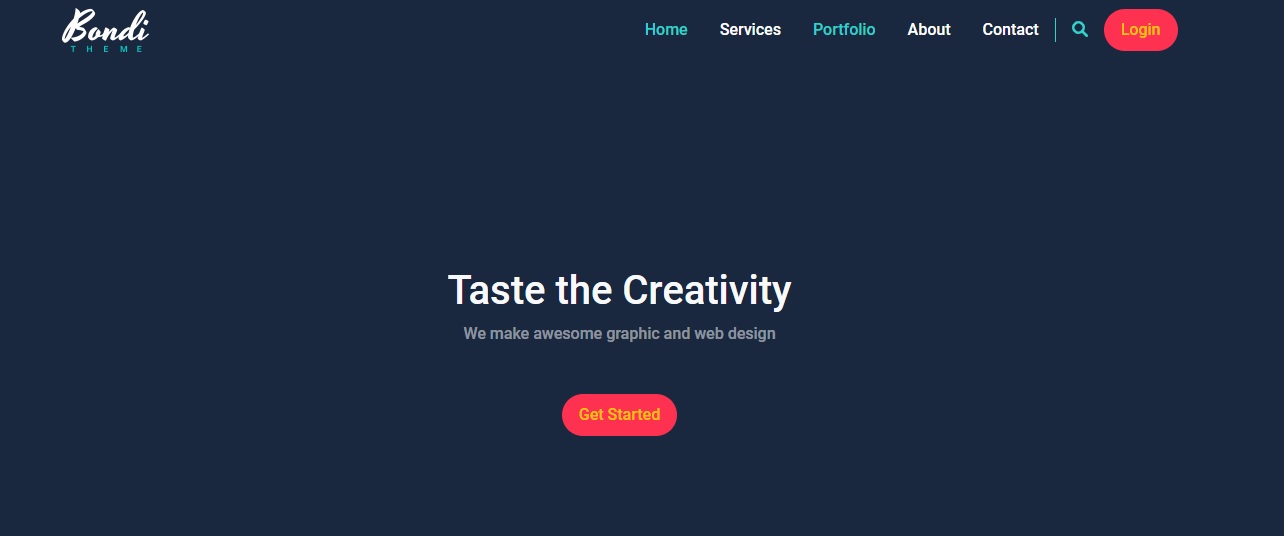 Bondi
THEME
Home Services Portfolio About Contact Login
Taste the Creativity
We make awesome graphic and web design
Get Started